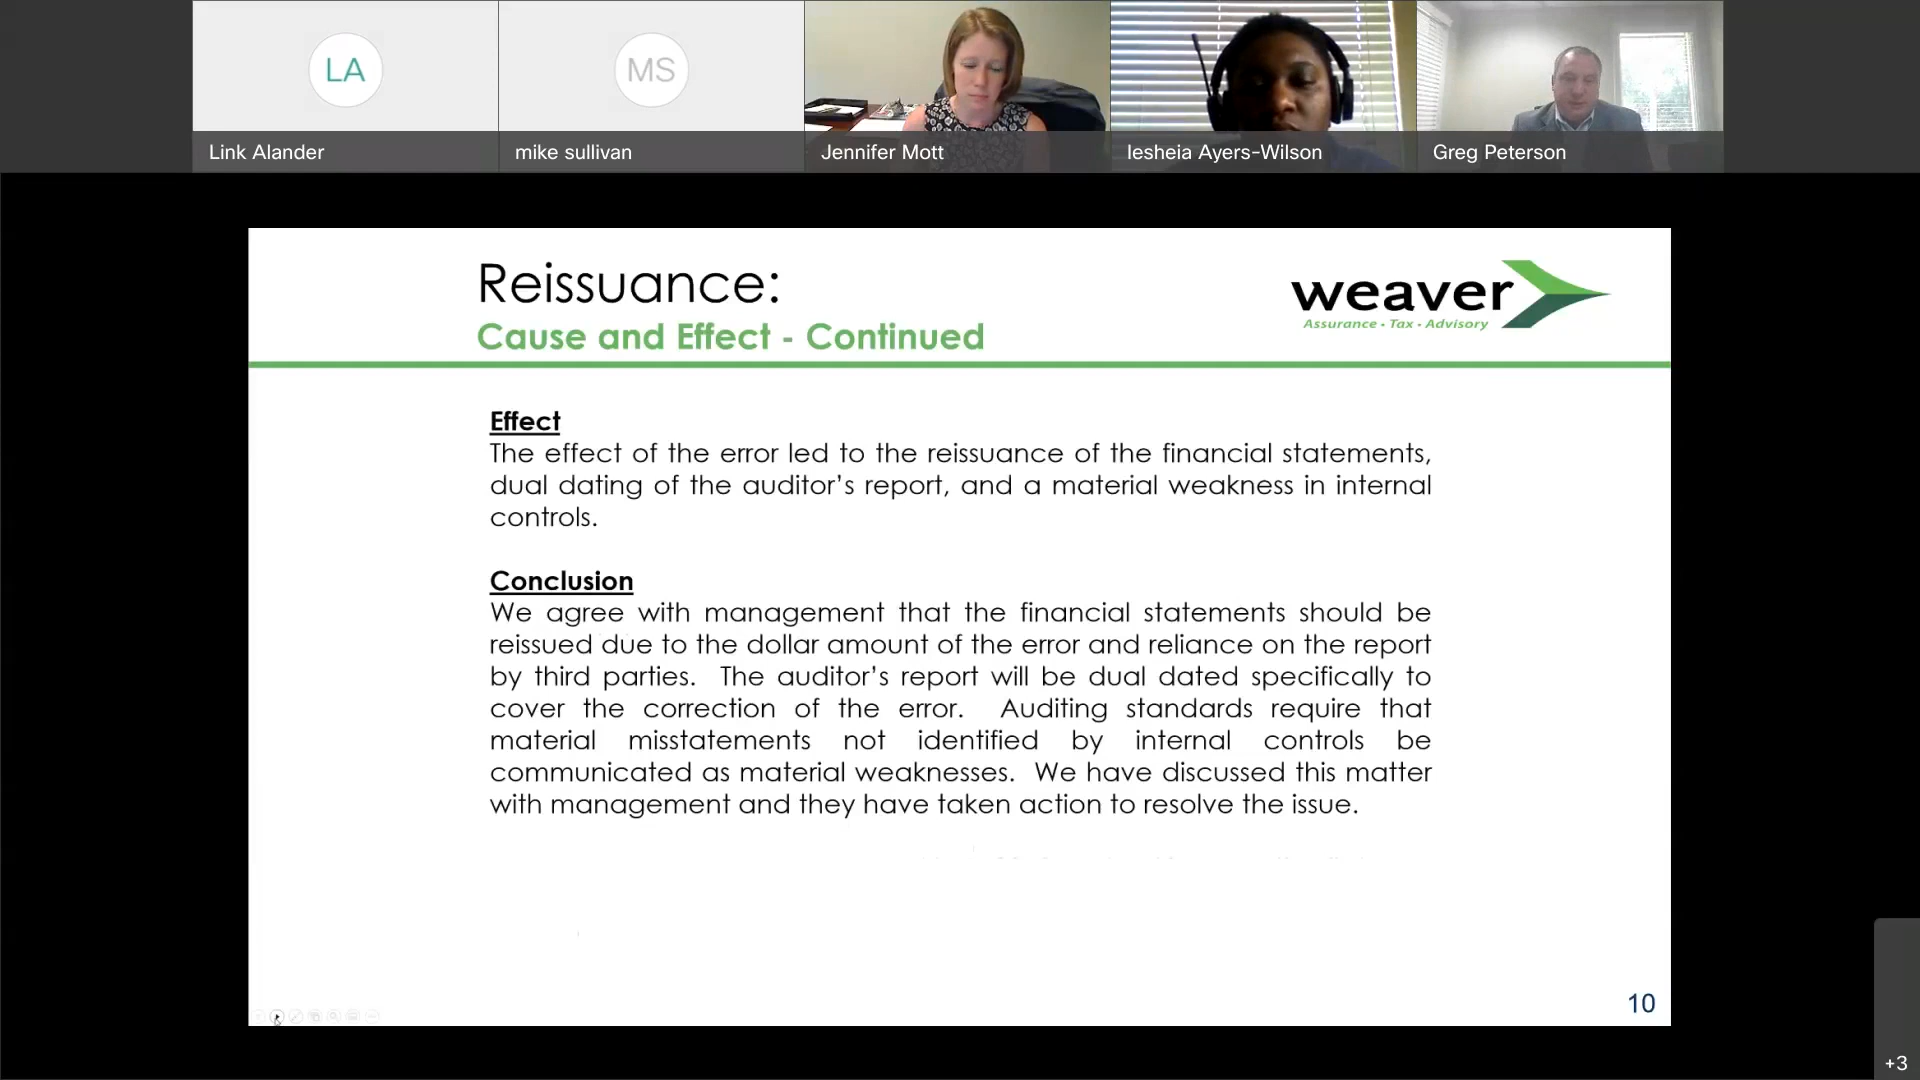 LA
MS
Link Alander
mike sullivan
Jennifer Mott
Iesheia Ayers-Wilson
Greg Peterson
Reissuance:
weaver
Assurance • Tax • Advisory
Cause and Effect - Continued
Effect
The effect of the error led to the reissuance of the financial statements,
dual dating of the auditor’s report, and a material weakness in internal
controls.
Conclusion
We agree with management that the financial statements should be
reissued due to the dollar amount of the error and reliance on the report
by third parties.  The auditor’s report will be dual dated specifically to
cover the correction of the error.  Auditing standards require that
material misstatements not identified by internal controls be
communicated as material weaknesses.  We have discussed this matter
with management and they have taken action to resolve the issue.
10
+3